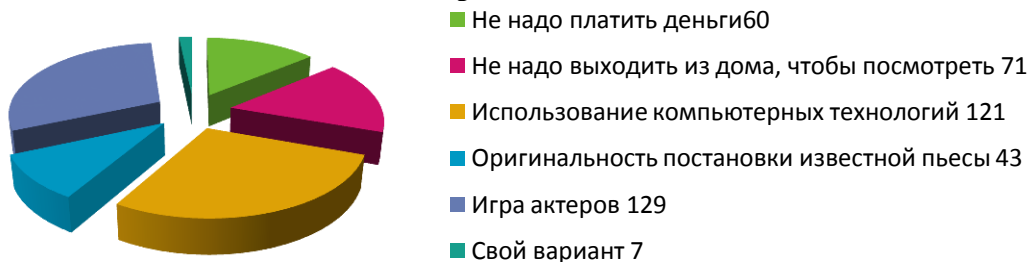 Не надо платить деньги60
Не надо выходить из дома, чтобы посмотреть 71
Использование компьютерных технологий 121
Оригинальность постановки известной пьесы 43
Игра актеров 129
Свой вариант 7